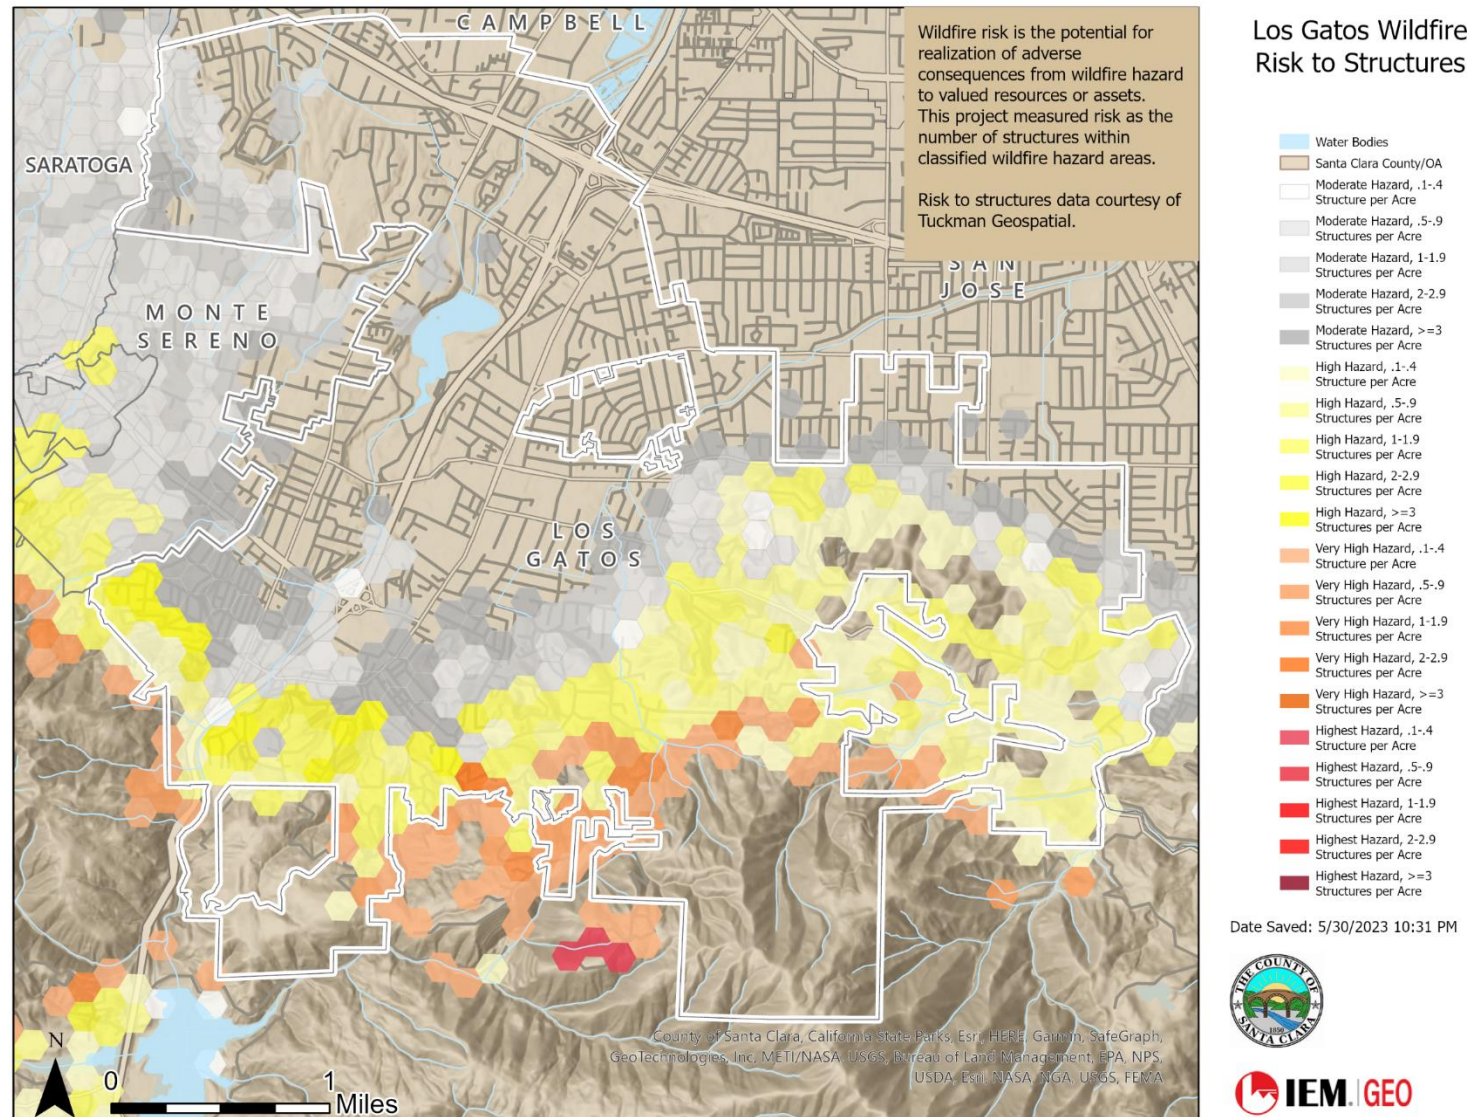 CAMPBELL
SARATOGA
MONTE
SERENO
SAN
JOSE
LOS
GATOS
Wildfire risk is the potential for
realization of adverse
consequences from wildfire hazard
to valued resources or assets.
This project measured risk as the
number of structures within
classified wildfire hazard areas.
Risk to structures data courtesy of
Tuckman Geospatial.
County of Santa Clara, California State Parks, Esri, HERE, Garmin, SafeGraph,
GeoTechnologies, Inc, METI/NASA, USGS, Bureau of Land Management, EPA, NPS,
USDA, Esri, NASA, NGA, USGS, FEMA
N
0 1
Miles
Los Gatos Wildfire
Risk to Structures
Water Bodies
Santa Clara County/OA
Moderate Hazard, .1-.4
Structure per Acre
Moderate Hazard, .5-.9
Structures per Acre
Moderate Hazard, 1-1.9
Structures per Acre
Moderate Hazard, 2-2.9
Structures per Acre
Moderate Hazard, >=3
Structures per Acre
High Hazard, .1-.4
Structure per Acre
High Hazard, .5-.9
Structures per Acre
High Hazard, 1-1.9
Structures per Acre
High Hazard, 2-2.9
Structures per Acre
High Hazard, >=3
Structures per Acre
Very High Hazard, .1-.4
Structure per Acre
Very High Hazard, .5-.9
Structures per Acre
Very High Hazard, 1-1.9
Structures per Acre
Very High Hazard, 2-2.9
Structures per Acre
Very High Hazard, >=3
Structures per Acre
Highest Hazard, .1-.4
Structure per Acre
Highest Hazard, .5-.9
Structures per Acre
Highest Hazard, 1-1.9
Structures per Acre
Highest Hazard, 2-2.9
Structures per Acre
Highest Hazard, >=3
Structures per Acre
Date Saved: 5/30/2023 10:31 PM
THE COUNTY OF
SANTA CLARA
1850
IEM. | GEO